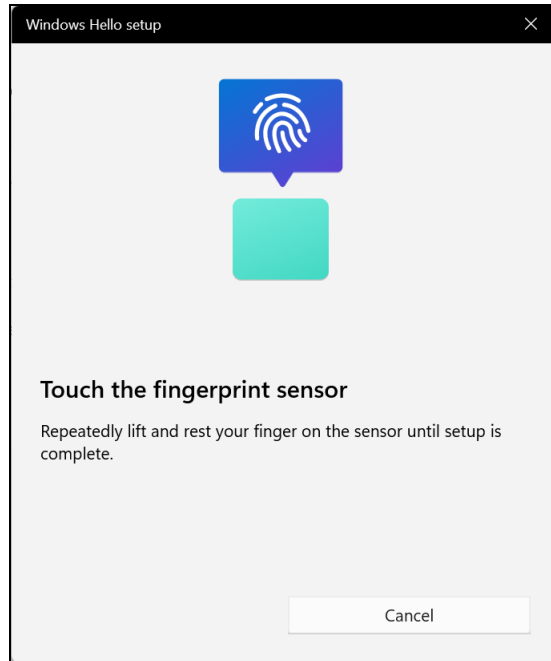 Windows Hello setup
Touch the fingerprint sensor
Repeatedly lift and rest your finger on the sensor until setup is
complete.
Cancel